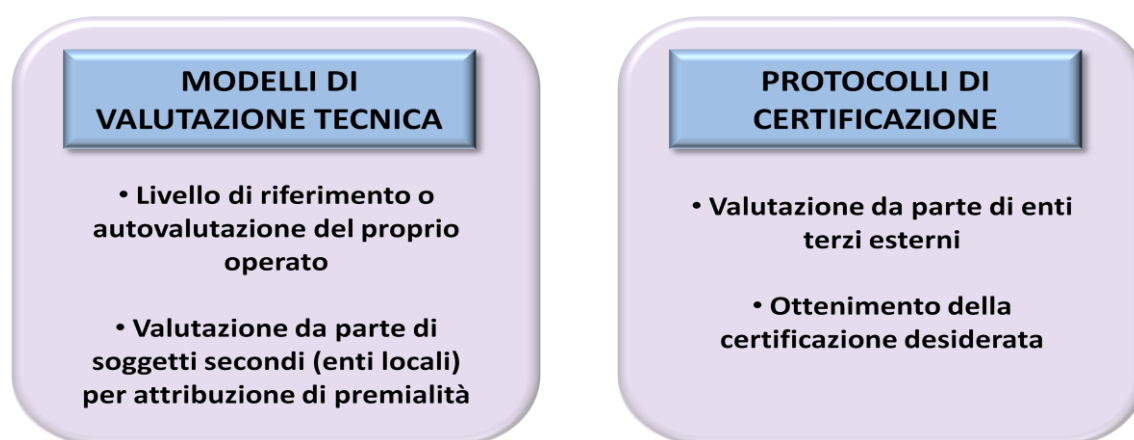 MODELLI DI
VALUTAZIONE TECNICA
• Livello di riferimento o
autovalutazione del proprio
operato
• Valutazione da parte di
soggetti secondi (enti locali)
per attribuzione di premialità
PROTOCOLLI DI
CERTIFICAZIONE
• Valutazione da parte di enti
terzi esterni
• Ottenimento della
certificazione desiderata